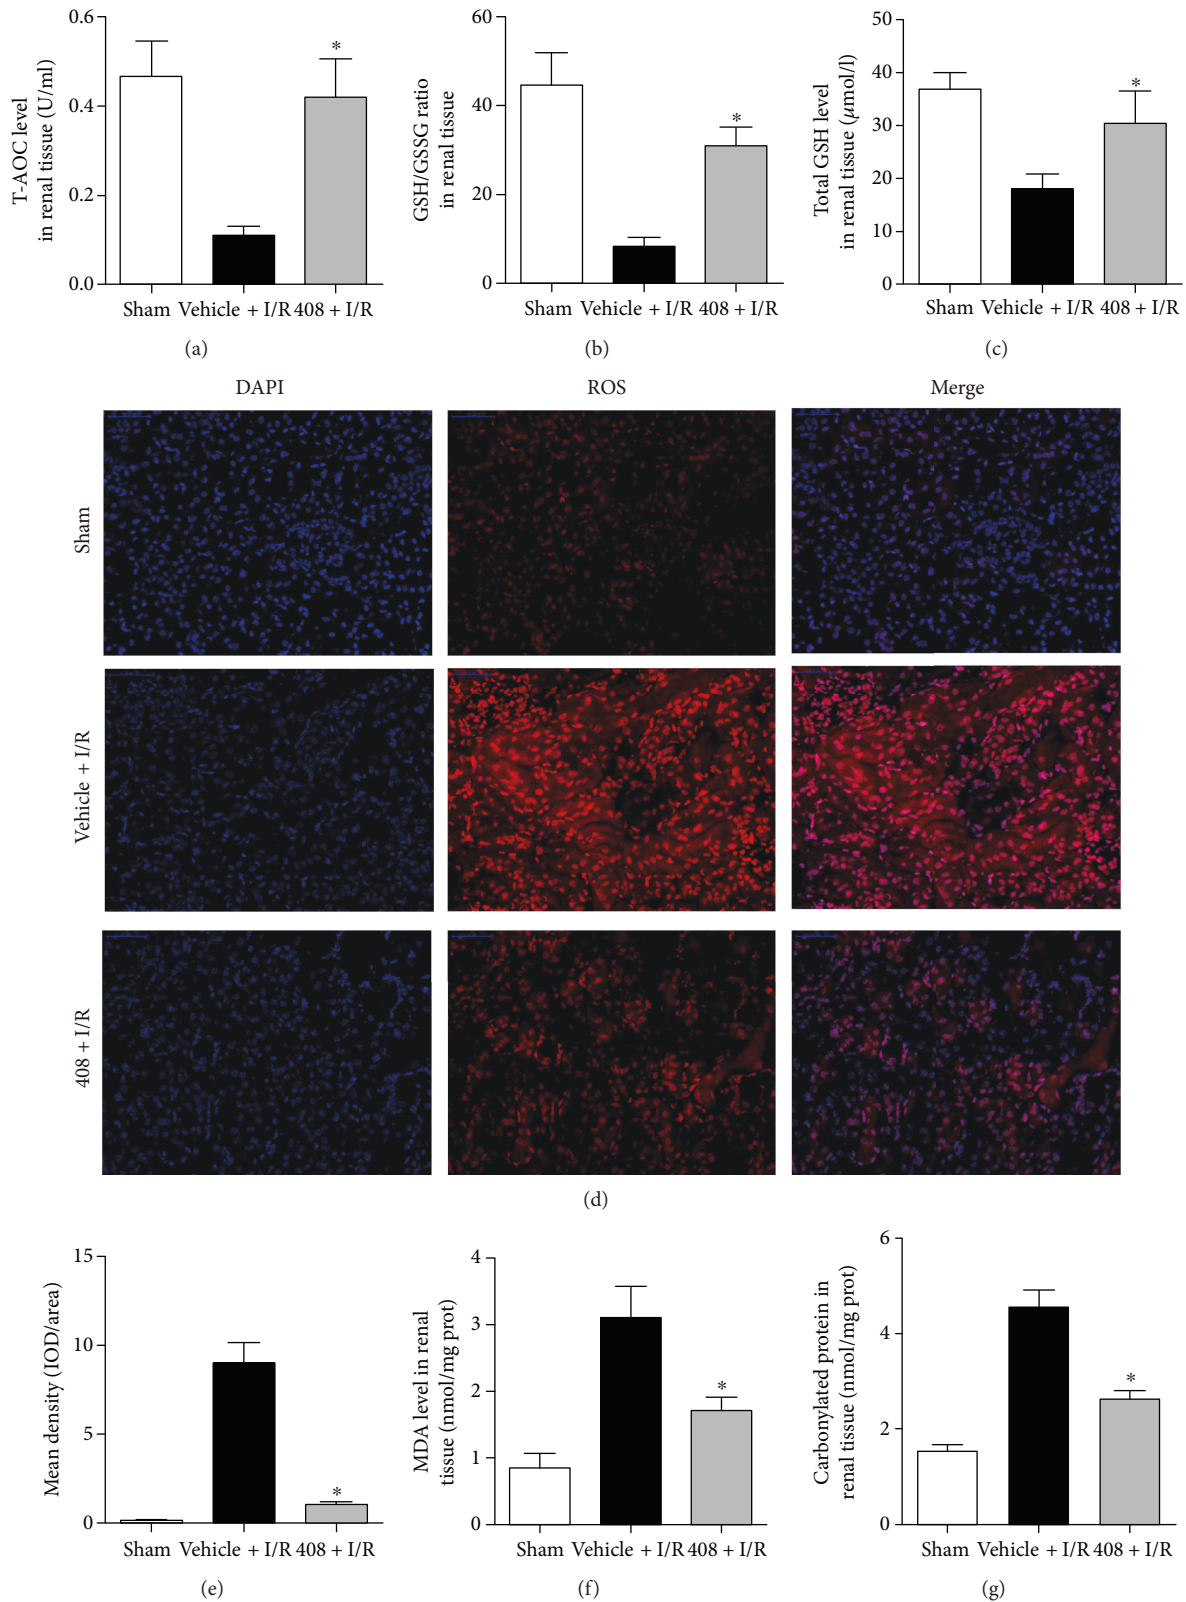 T-AOC level
in renal tissue (U/ml)
0.6
0.4
0.2
0.0
*
Sham Vehicle + I/R 408 + I/R
(a)
GSH/GSSG ratio
in renal tissue
60
40
20
0
*
Sham Vehicle + I/R 408 + I/R
(b)
Total GSH level
in renal tissue (μmol/l)
50
40
30
20
10
0
*
Sham Vehicle + I/R 408 + I/R
(c)
DAPI ROS Merge
Sham
Vehicle + I/R
408 + I/R
(d)
Mean density (IOD/area)
15
10
5
0
*
Sham Vehicle + I/R 408 + I/R
(e)
MDA level in renal
tissue (nmol/mg prot)
4
3
2
1
0
*
Sham Vehicle + I/R 408 + I/R
(f)
Carbonylated protein in
renal tissue (nmol/mg prot)
6
4
2
0
*
Sham Vehicle + I/R 408 + I/R
(g)